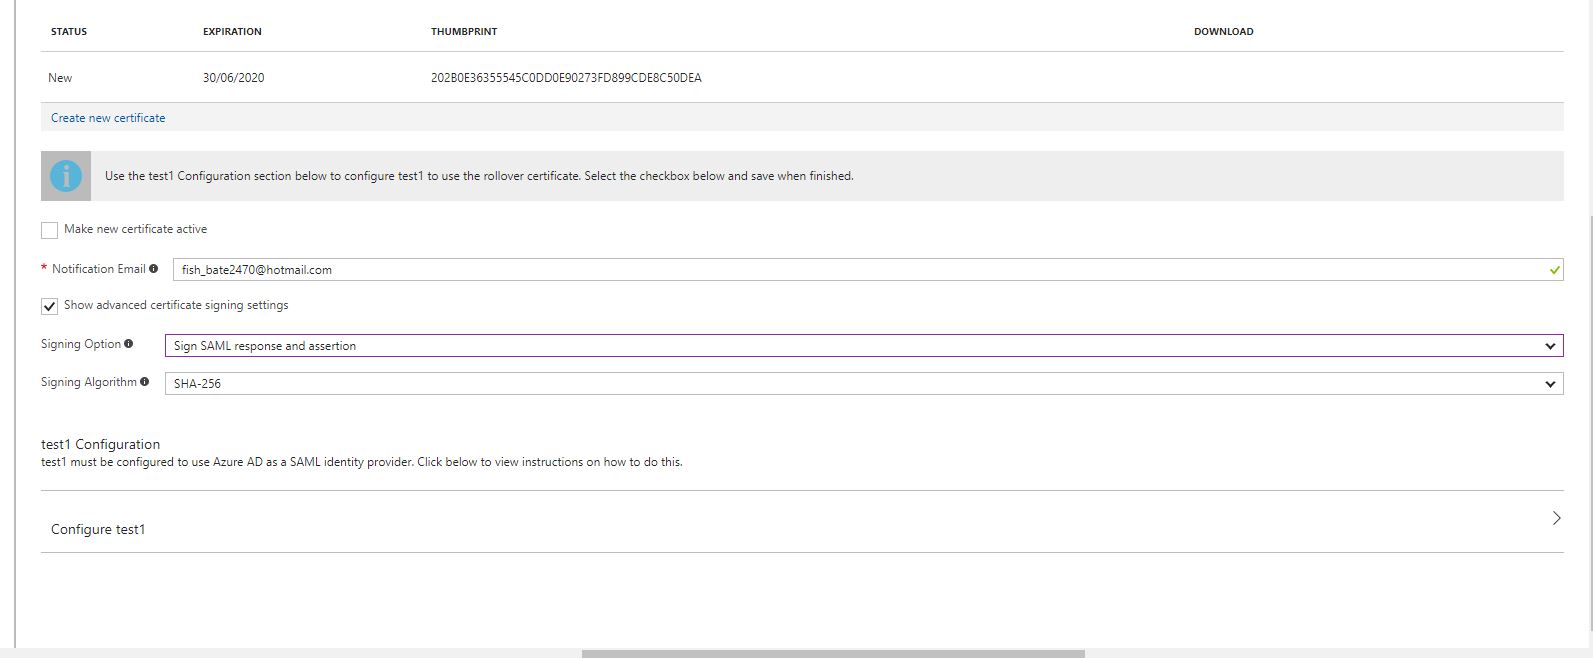 STATUS EXPIRATION THUMBPRINT DOWNLOAD
New 30/06/2020 202B0E36355545C0DD0E90273FD899CDE8C50DEA
Create new certificate
i Use the test1 Configuration section below to configure test1 to use the rollover certificate. Select the checkbox below and save when finished.
Make new certificate active
* Notification Email fish_bate2470@hotmail.com
Show advanced certificate signing settings
Signing Option Sign SAML response and assertion
Signing Algorithm SHA-256
test1 Configuration
test1 must be configured to use Azure AD as a SAML identity provider. Click below to view instructions on how to do this.
Configure test1